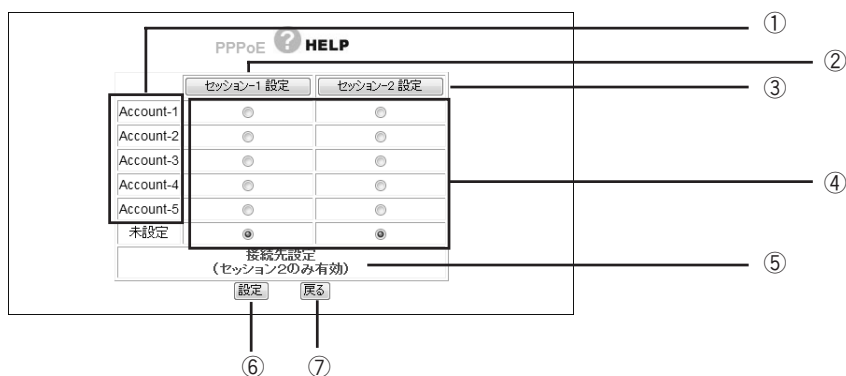 ①
PPPoE ? HELP
②
セッション-1 設定 セッション-2 設定
③
Account-1
Account-2
Account-3
Account-4
④
Account-5
未設定
接続先設定
(セッション2のみ有効)
⑤
設定 戻る
⑥ ⑦